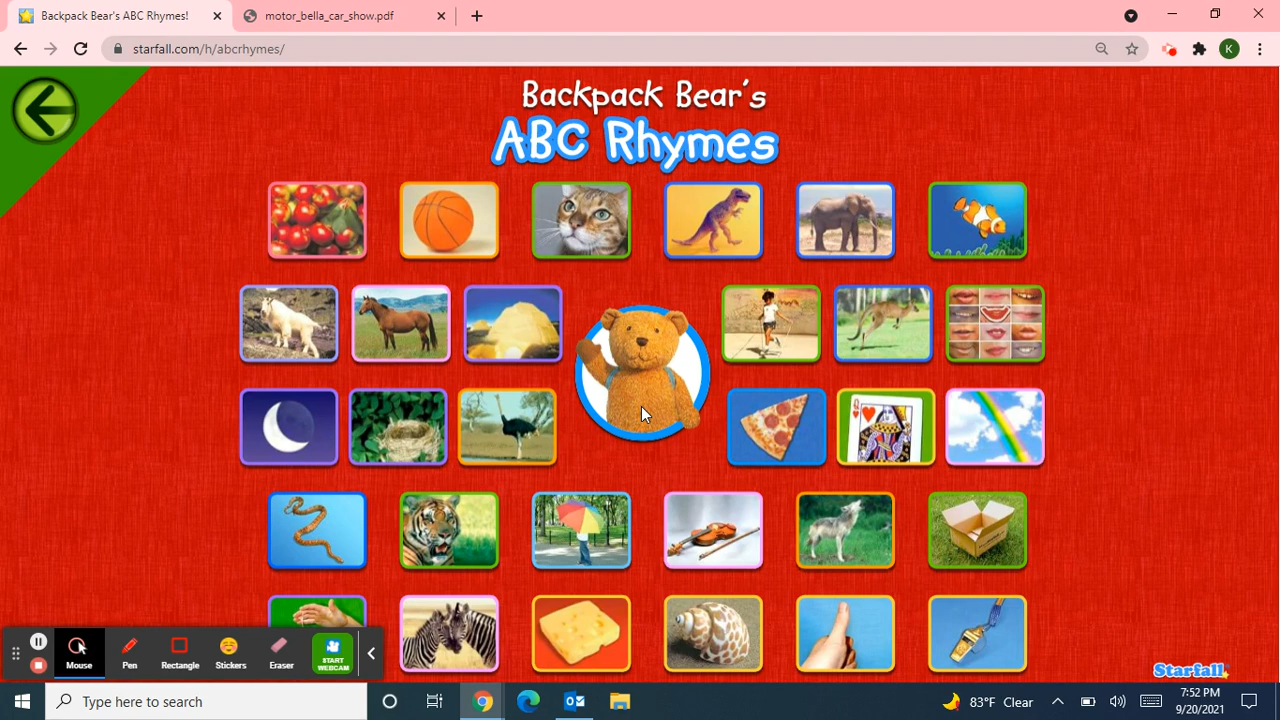 Backpack Bear's ABC Rhymes!
motor_bella_car_show.pdf
starfall.com/h/abcrhymes/
K
Backpack Bear's
ABC Rhymes
Q
Mouse
Pen
Rectangle
Stickers
Eraser
START
WEBCAM
Starfall
Type here to search
83°F Clear
7:52 PM
9/20/2021